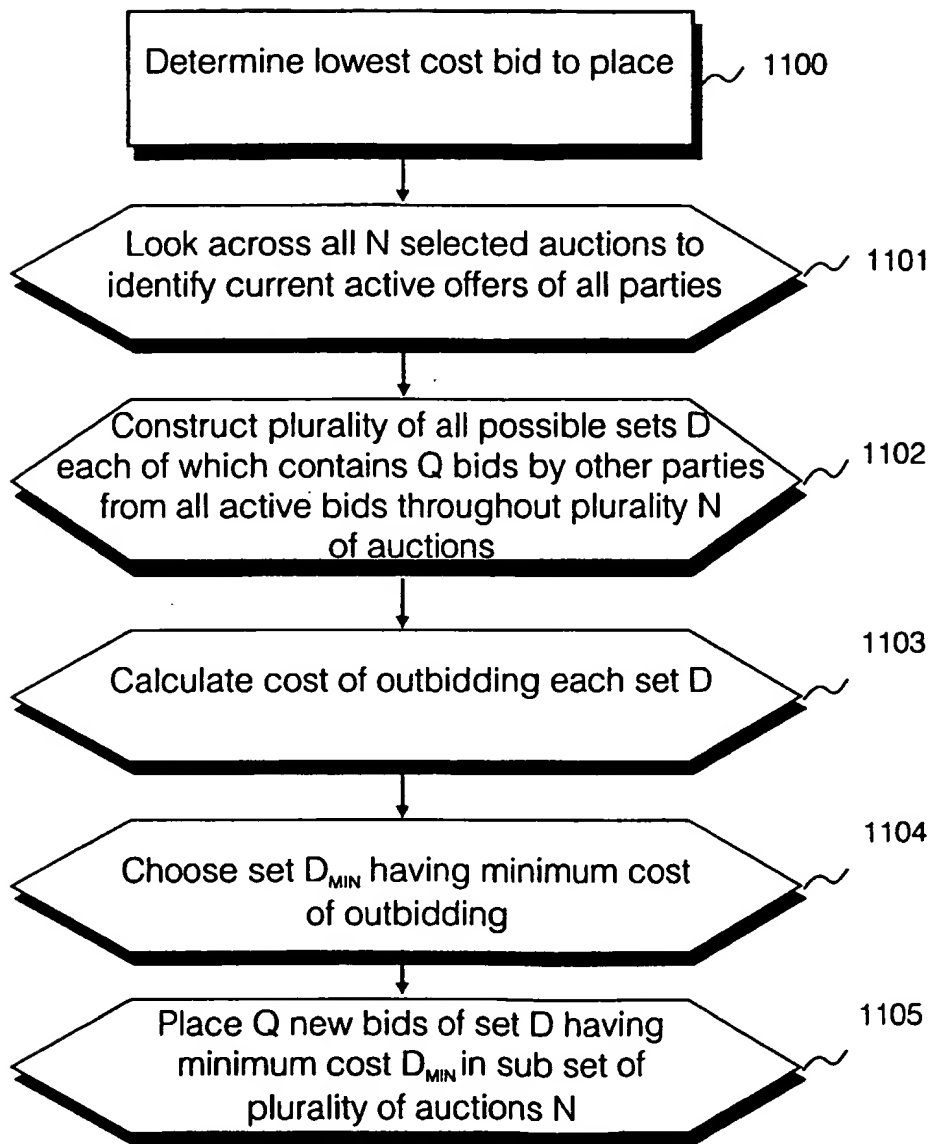 Determine lowest cost bid to place
1100
Look across all N selected auctions to
identify current active offers of all parties
1101
Construct plurality of all possible sets D
each of which contains Q bids by other parties
from all active bids throughout plurality N
of auctions
1102
Calculate cost of outbidding each set D
1103
Choose set D_MIN having minimum cost
of outbidding
1104
Place Q new bids of set D having
minimum cost D_MIN in sub set of
plurality of auctions N
1105